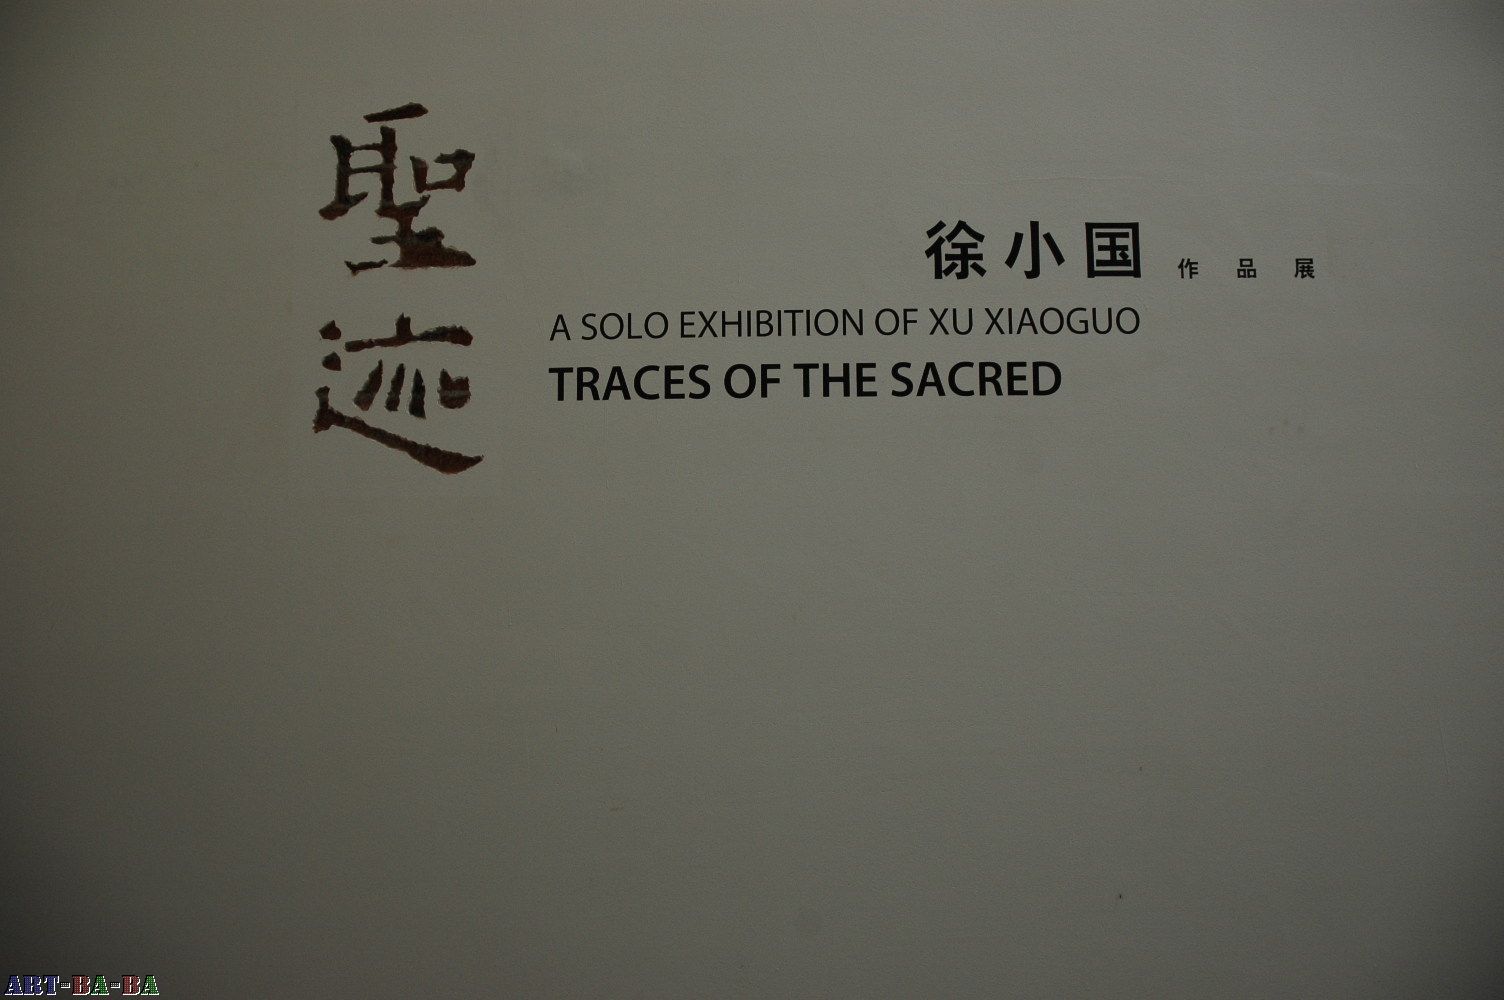 聖迹
徐小国 作品展
A SOLO EXHIBITION OF XU XIAOGUO
TRACES OF THE SACRED
ART-BA-BA